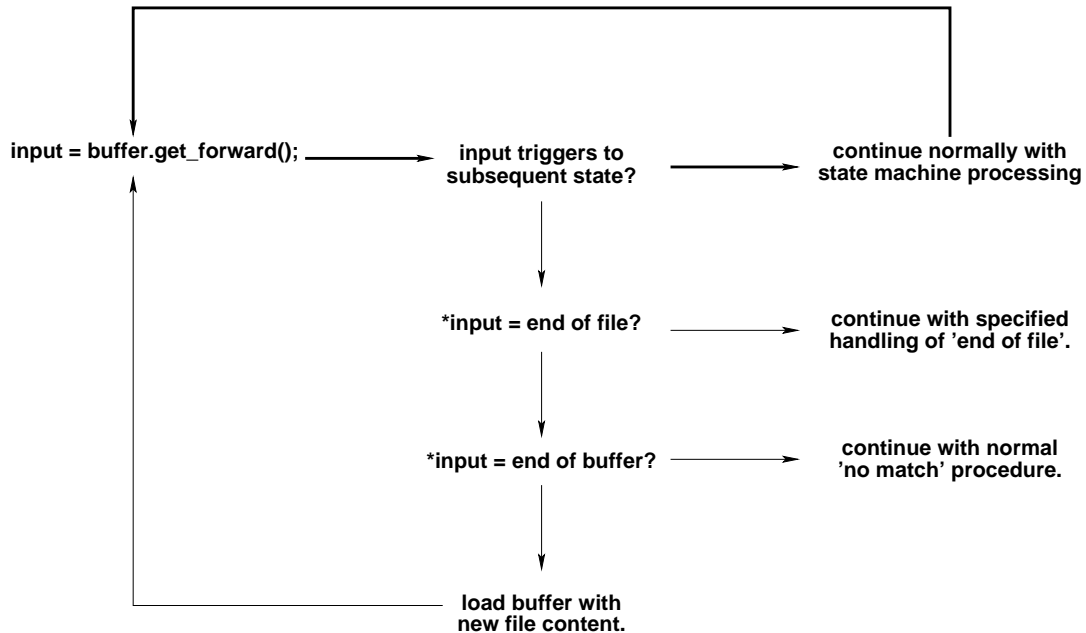 input = buffer.get_forward();
input triggers to
subsequent state?
continue normally with
state machine processing
*input = end of file?
continue with specified
handling of ’end of file’.
*input = end of buffer?
continue with normal
’no match’ procedure.
load buffer with
new file content.